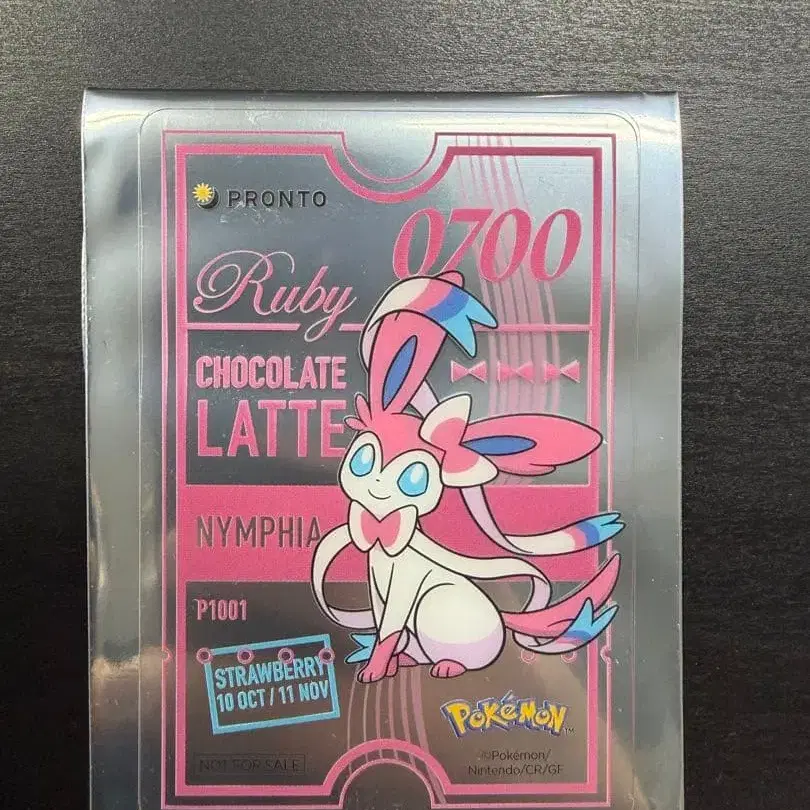 PRONTO
0700
Ruby
CHOCOLATE
LATTE
NYMPHIA
P1001
STRAWBERRY
10 OCT / 11 NOV
POKéMON™
NOT FOR SALE
©Pokémon/
Nintendo/CR/GF